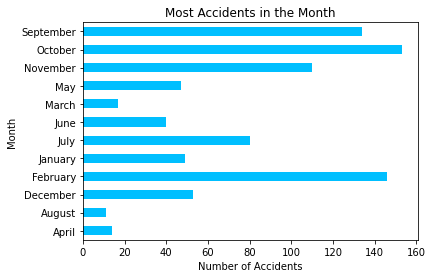 Most Accidents in the Month
September
October
November
May
March
June
July
January
February
December
August
April
Month
0 20 40 60 80 100 120 140 160
Number of Accidents